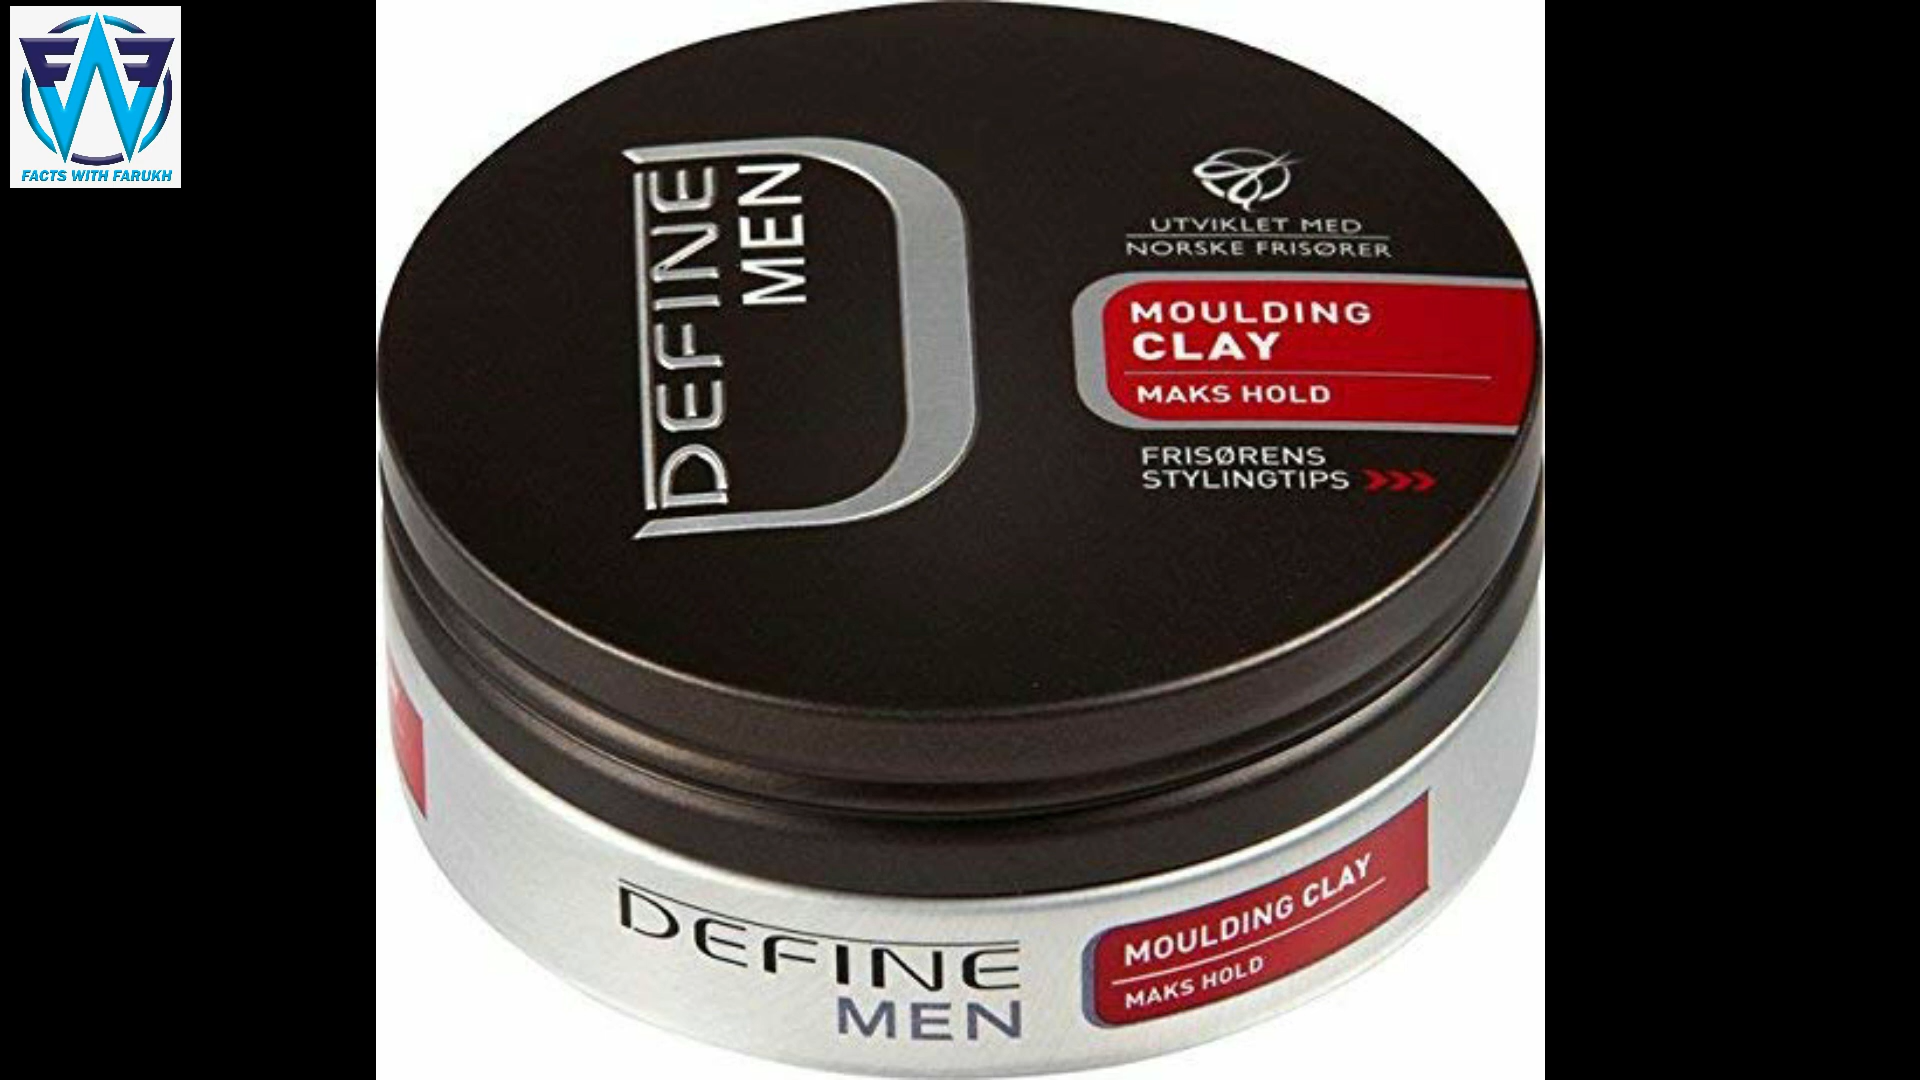 FACTS WITH FARUKH
DEFINE
MEN
UTVIKLET MED
NORSKE FRISØRER
MOULDING
CLAY
MAKS HOLD
FRISØRENS
STYLINGTIPS
DEFINE
MEN
MOULDING CLAY
MAKS HOLD